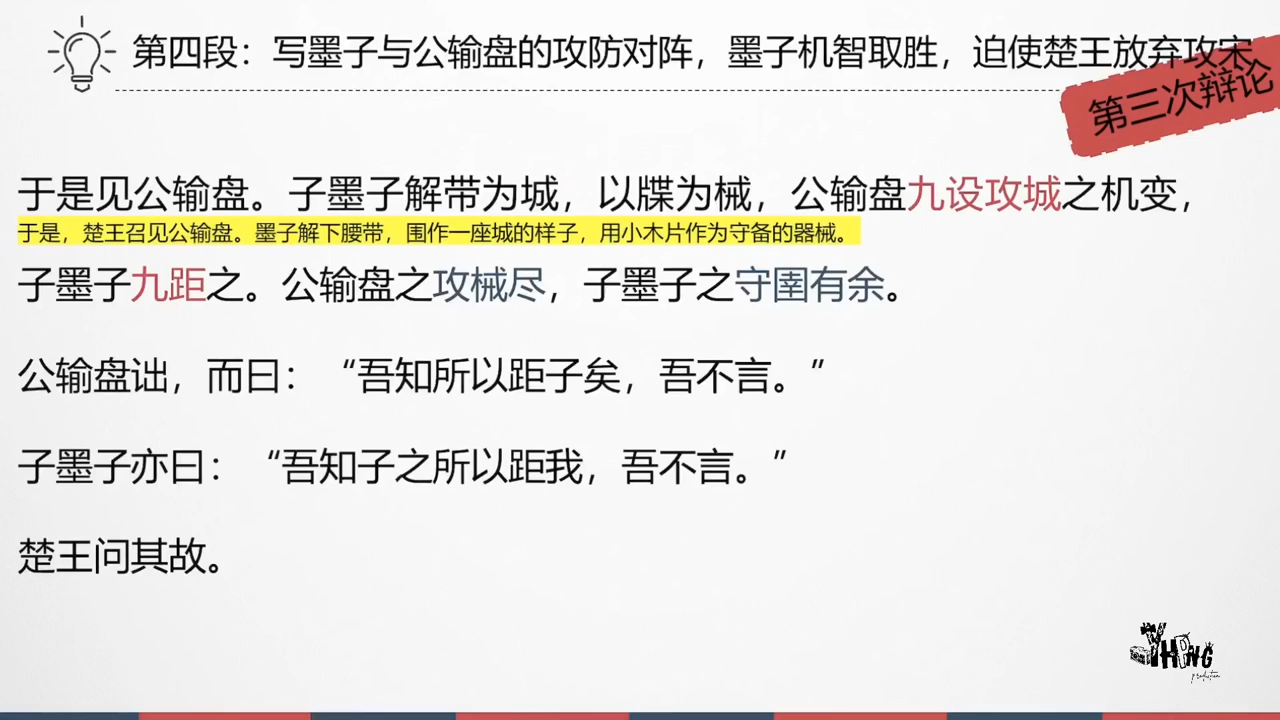 第四段：写墨子与公输盘的攻防对阵，墨子机智取胜，迫使楚王放弃攻宋
第三次辩论
于是见公输盘。子墨子解带为城，以牒为械，公输盘九设攻城之机变，
于是，楚王召见公输盘。墨子解下腰带，围作一座城的样子，用小木片作为守备的器械。
子墨子九距之。公输盘之攻械尽，子墨子之守圉有余。
公输盘诎，而曰：“吾知所以距子矣，吾不言。”
子墨子亦曰：“吾知子之所以距我，吾不言。”
楚王问其故。
YHPNG
production